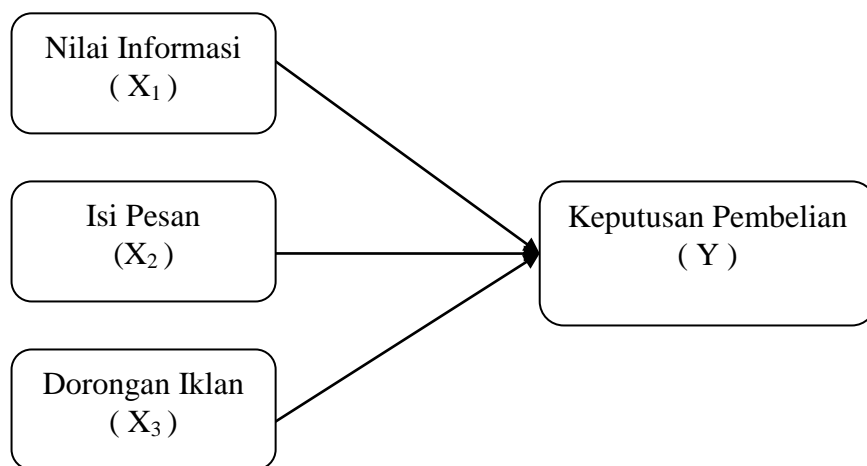 Nilai Informasi
( X₁ )
Isi Pesan
(X₂ )
Dorongan Iklan
( X₃ )
Keputusan Pembelian
( Y )